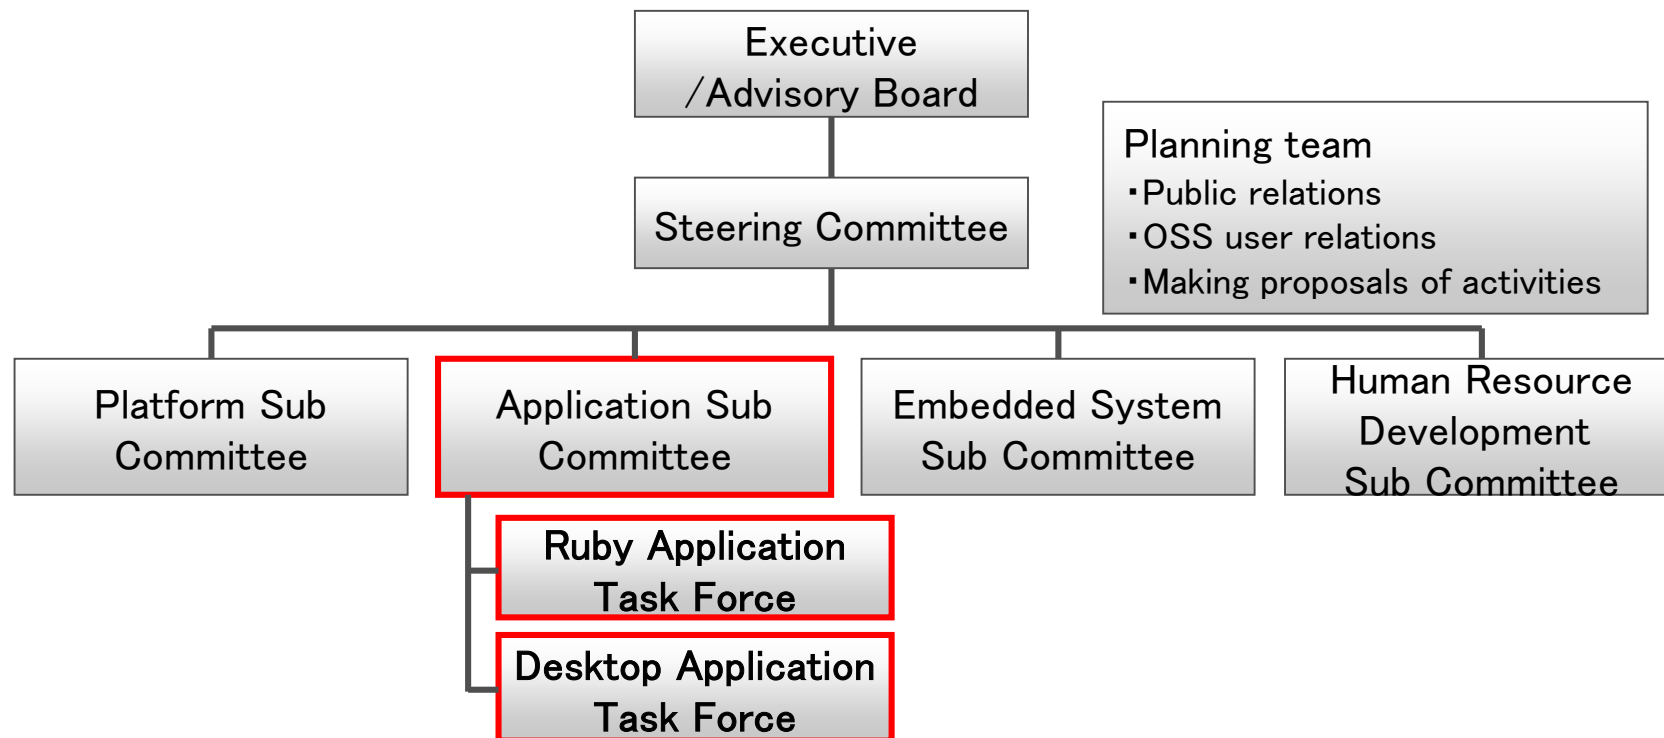 Executive
/Advisory Board
Planning team
・Public relations
・OSS user relations
・Making proposals of activities
Steering Committee
Platform Sub
Committee
Application Sub
Committee
Embedded System
Sub Committee
Human Resource
Development
Sub Committee
Ruby Application
Task Force
Desktop Application
Task Force